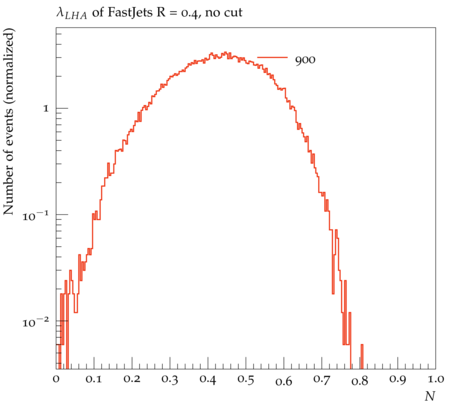 λ_LHA of FastJets R = 0.4, no cut
Number of events (normalized)
900
1
10⁻¹
10⁻²
0 0.1 0.2 0.3 0.4 0.5 0.6 0.7 0.8 0.9 1.0
N